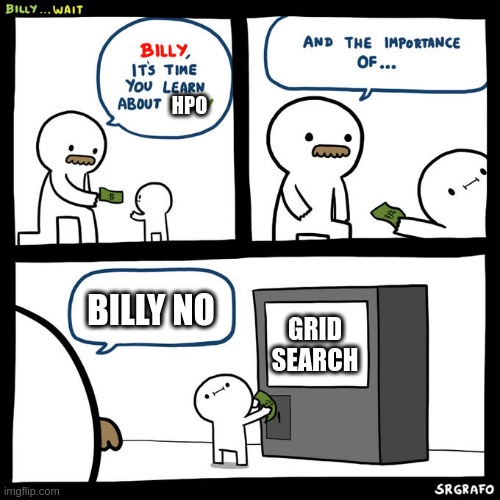 BILLY...WAIT
BILLY,
IT'S TIME
YOU LEARN
ABOUT HPO
AND THE IMPORTANCE
OF...
$
$
BILLY NO
GRID
SEARCH
imgflip.com
SRGRAFO